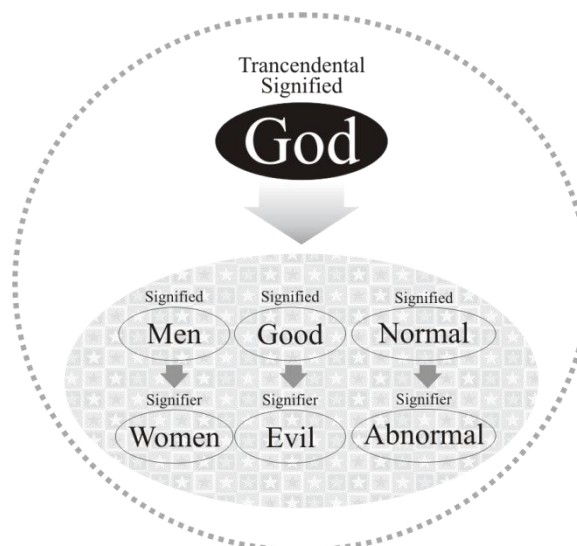 Trancendental
Signified
God
Signified Signified Signified
Men Good Normal
Signifier Signifier Signifier
Women Evil Abnormal